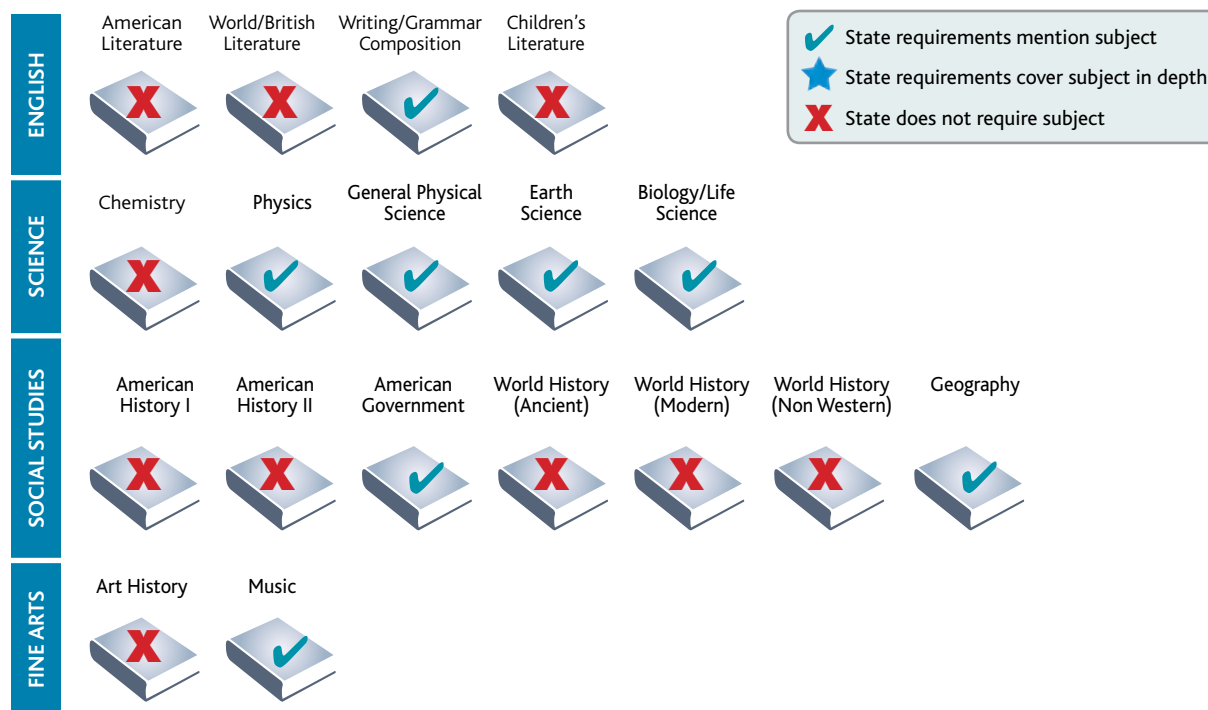 American
Literature
World/British
Literature
Writing/Grammar
Composition
Children's
Literature
State requirements mention subject
State requirements cover subject in depth
State does not require subject
ENGLISH
Chemistry
Physics
General Physical
Science
Earth
Science
Biology/Life
Science
SCIENCE
American
History I
American
History II
American
Government
World History
(Ancient)
World History
(Modern)
World History
(Non Western)
Geography
SOCIAL STUDIES
Art History
Music
FINE ARTS